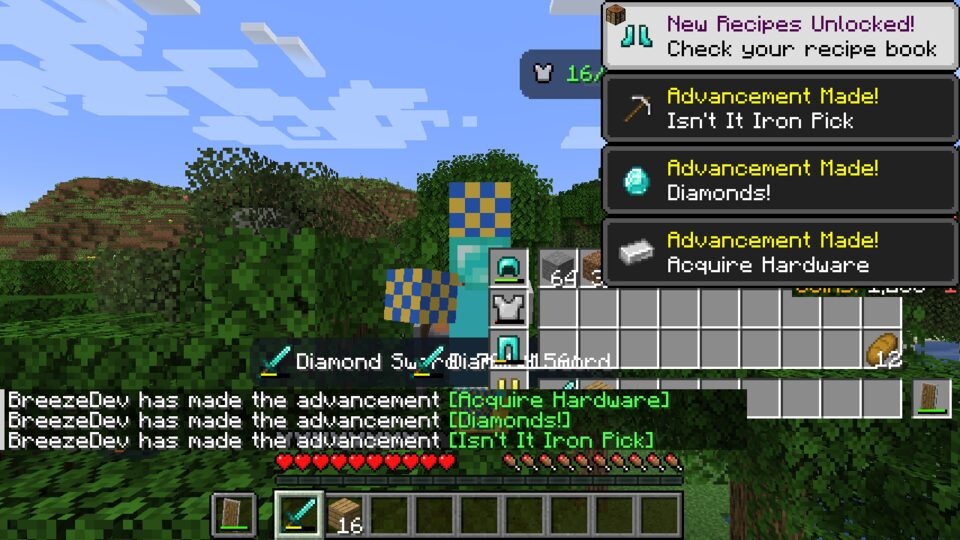 New Recipes Unlocked!
Check your recipe book
16/
Advancement Made!
Isn't It Iron Pick
Advancement Made!
Diamonds!
Advancement Made!
Acquire Hardware
64
12
Diamond
BreezeDev has made the advancement [Acquire Hardware]
BreezeDev has made the advancement [Diamonds!]
BreezeDev has made the advancement [Isn't It Iron Pick]
16